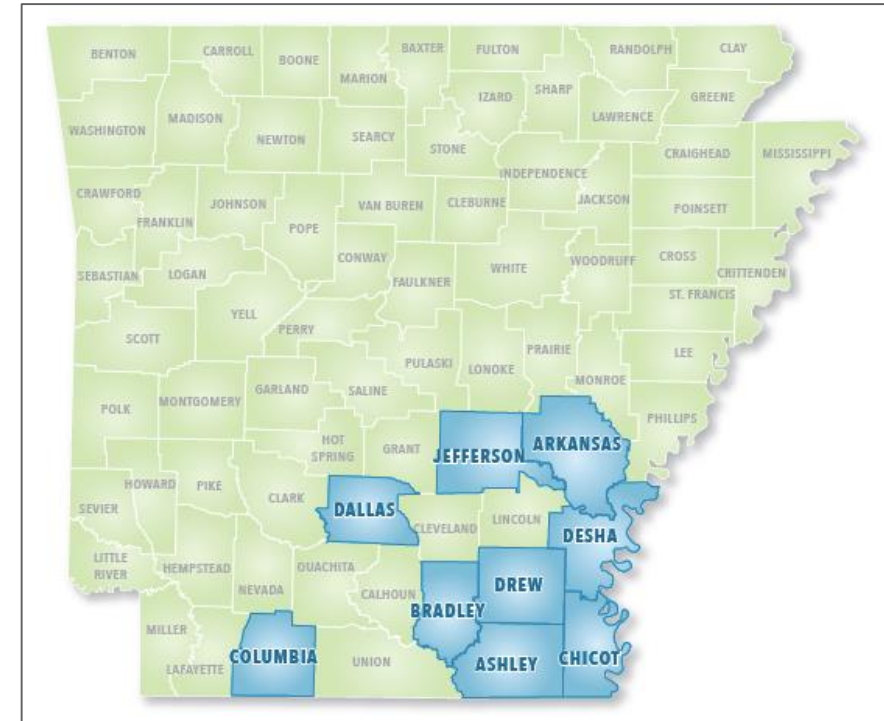 BENTON
CARROLL
BOONE
MARION
BAXTER
FULTON
IZARD
SHARP
RANDOLPH
CLAY
GREENE
LAWRENCE
WASHINGTON
MADISON
NEWTON
SEARCY
STONE
INDEPENDENCE
JACKSON
CRAIGHEAD
MISSISSIPPI
POINSETT
CRAWFORD
FRANKLIN
JOHNSON
POPE
VAN BUREN
CLEBURNE
CONWAY
FAULKNER
WHITE
WOODRUFF
CROSS
CRITTENDEN
ST. FRANCIS
SEBASTIAN
LOGAN
YELL
PERRY
SCOTT
PULASKI
LONOKE
PRAIRIE
MONROE
LEE
PHILLIPS
POLK
MONTGOMERY
GARLAND
SALINE
HOT
SPRING
GRANT
JEFFERSON
ARKANSAS
HOWARD
PIKE
CLARK
DALLAS
CLEVELAND
LINCOLN
DESHA
SEVIER
LITTLE
RIVER
HEMPSTEAD
NEVADA
OUACHITA
CALHOUN
BRADLEY
DREW
MILLER
LAFAYETTE
COLUMBIA
UNION
ASHLEY
CHICOT